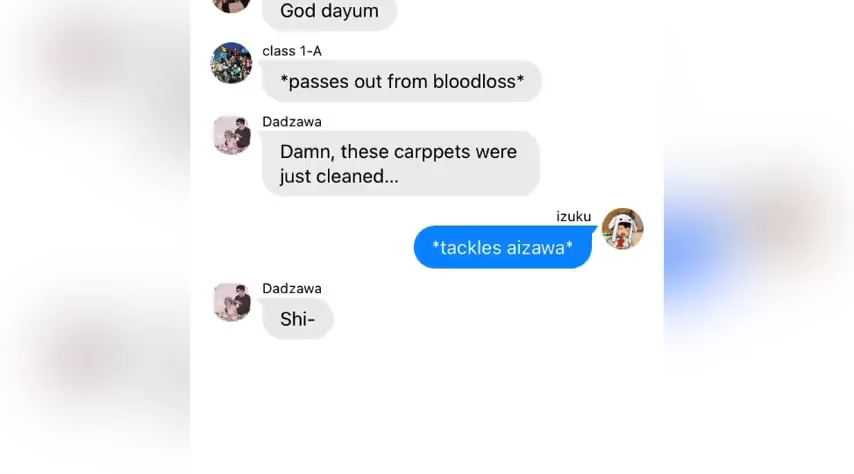 God dayum
class 1-A
*passes out from bloodloss*
Dadzawa
Damn, these carppets were
just cleaned...
izuku
*tackles aizawa*
Dadzawa
Shi-